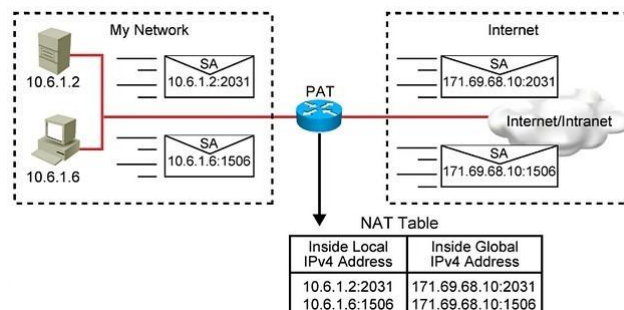 My Network
Internet
SA
10.6.1.2:2031
SA
171.69.68.10:2031
10.6.1.2
PAT
Internet/Intranet
SA
10.6.1.6:1506
SA
171.69.68.10:1506
10.6.1.6
NAT Table
Inside Local IPv4 Address
Inside Global IPv4 Address
10.6.1.2:2031 171.69.68.10:2031
10.6.1.6:1506 171.69.68.10:1506